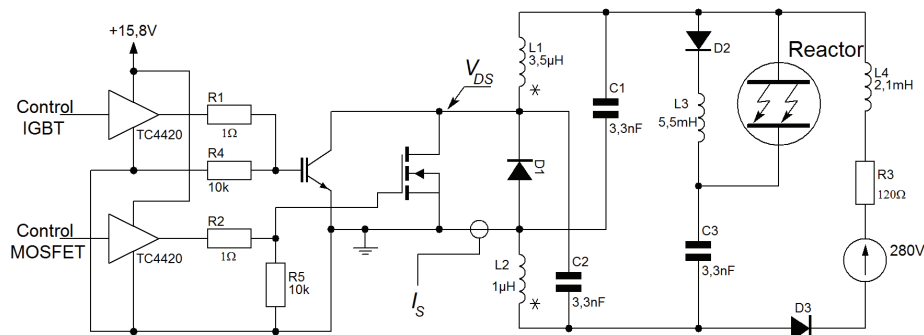 +15,8V
Control
IGBT
TC4420
R1
1Ω
R4
10k
Control
MOSFET
TC4420
R2
1Ω
R5
10k
V_DS
I_S
L1
3,5µH
*
D1
L2
1µH
*
C1
3,3nF
C2
3,3nF
D2
L3
5,5mH
C3
3,3nF
Reactor
L4
2,1mH
R3
120Ω
280V
D3